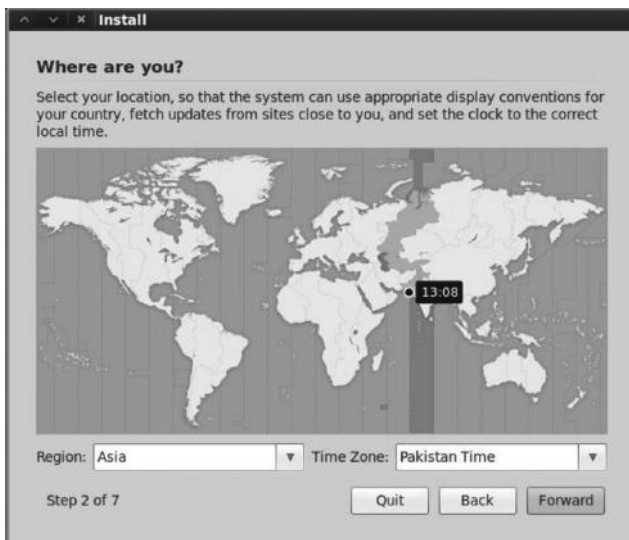 Install
Where are you?
Select your location, so that the system can use appropriate display conventions for
your country, fetch updates from sites close to you, and set the clock to the correct
local time.
13:08
Region: Asia Time Zone: Pakistan Time
Step 2 of 7 Quit Back Forward